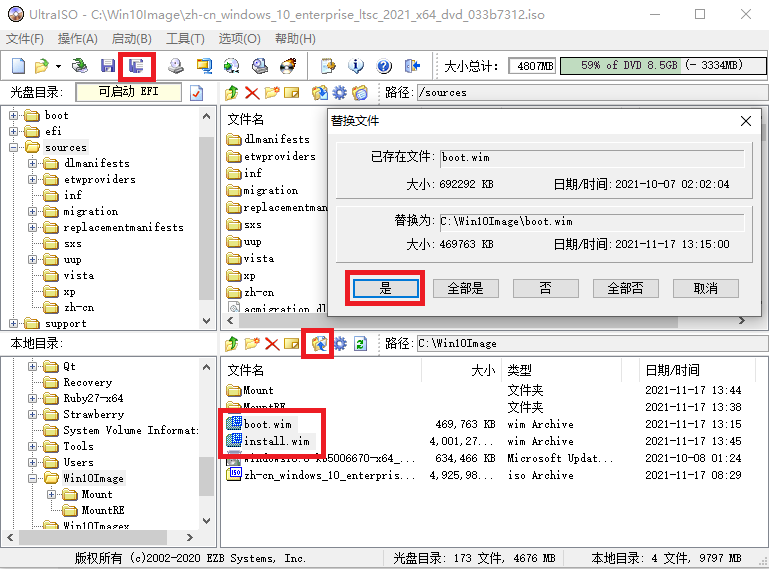 UltraISO - C:\Win10Image\zh-cn_windows_10_enterprise_ltsc_2021_x64_dvd_033b7312.iso
文件(F) 操作(A) 启动(B) 工具(T) 选项(O) 帮助(H)
大小总计: 4807MB 59% of DVD 8.5GB (- 3334MB)
光盘目录: 可启动 EFI 路径: /sources
boot
efi
sources
dlmanifests
etwproviders
inf
migration
replacementmanifests
sxs
uup
vista
xp
zh-cn
support
文件名
dlmanifests
etwproviders
inf
migration
replacementman
sxs
uup
vista
xp
zh-cn
替换文件
已存在文件: boot.wim
大小: 692292 KB 日期/时间: 2021-10-07 02:02:04
替换为: C:\Win10Image\boot.wim
大小: 469763 KB 日期/时间: 2021-11-17 13:15:00
是 全部是 否 全部否 取消
本地目录: 路径: C:\Win10Image
Qt
Recovery
Ruby27-x64
Strawberry
System Volume Informat:
Tools
Users
Win10Image
Mount
MountRE
Win10Imagex
文件名 大小 类型 日期/时间
Mount 文件夹 2021-11-17 13:44
MountRE 文件夹 2021-11-17 13:38
boot.wim 469,763 KB wim Archive 2021-11-17 13:15
install.wim 4,001,27... wim Archive 2021-11-17 13:45
windows10.0-kb5006670-x64_... 634,466 KB Microsoft Updat... 2021-10-08 01:24
zh-cn_windows_10_enterpris... 4,925,98... iso Archive 2021-11-17 08:29
版权所有 (c)2002-2020 EZB Systems, Inc. 光盘目录: 173 文件, 4676 MB 本地目录: 4 文件, 9797 MB